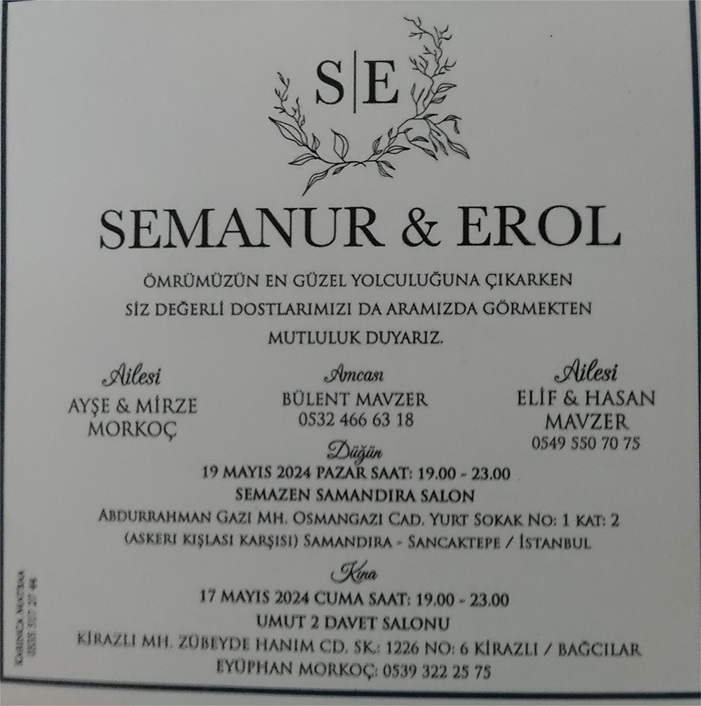 S|E
SEMANUR & EROL
ÖMRÜMÜZÜN EN GÜZEL YOLCULUĞUNA ÇIKARKEN
SİZ DEĞERLİ DOSTLARIMIZI DA ARAMIZDA GÖRMEKTEN
MUTLULUK DUYARIZ.
Ailesi
AYŞE & MİRZE
MORKOÇ
Amcası
BÜLENT MAVZER
0532 466 63 18
Ailesi
ELİF & HASAN
MAVZER
0549 550 70 75
Düğün
19 MAYIS 2024 PAZAR SAAT: 19.00 - 23.00
SEMAZEN SAMANDIRA SALON
ABDURRAHMAN GAZI MH. OSMANGAZI CAD. YURT SOKAK NO: 1 KAT: 2
(ASKERI KIŞLASI KARŞISI) SAMANDIRA - SANCAKTEPE / İSTANBUL
Kına
17 MAYIS 2024 CUMA SAAT: 19.00 - 23.00
UMUT 2 DAVET SALONU
KİRAZLI MH. ZÜBEYDE HANIM CD. SK.: 1226 NO: 6 KİRAZLI / BAĞCILAR
EYÜPHAN MORKOÇ: 0539 322 25 75